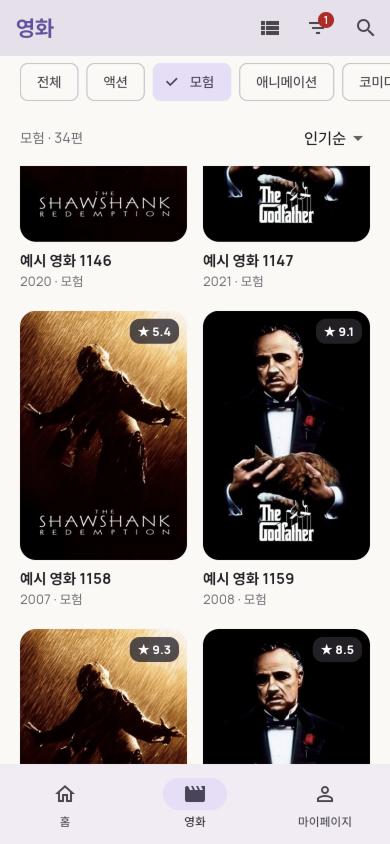 영화
1
전체
액션
모험
애니메이션
모험 · 34편
인기순
THE
SHAWSHANK
REDEMPTION
The
Godfather
예시 영화 1146
2020 · 모험
예시 영화 1147
2021 · 모험
★ 5.4
THE
SHAWSHANK
REDEMPTION
예시 영화 1158
2007 · 모험
★ 9.1
The
Godfather
예시 영화 1159
2008 · 모험
★ 9.3
★ 8.5
홈
영화
마이페이지